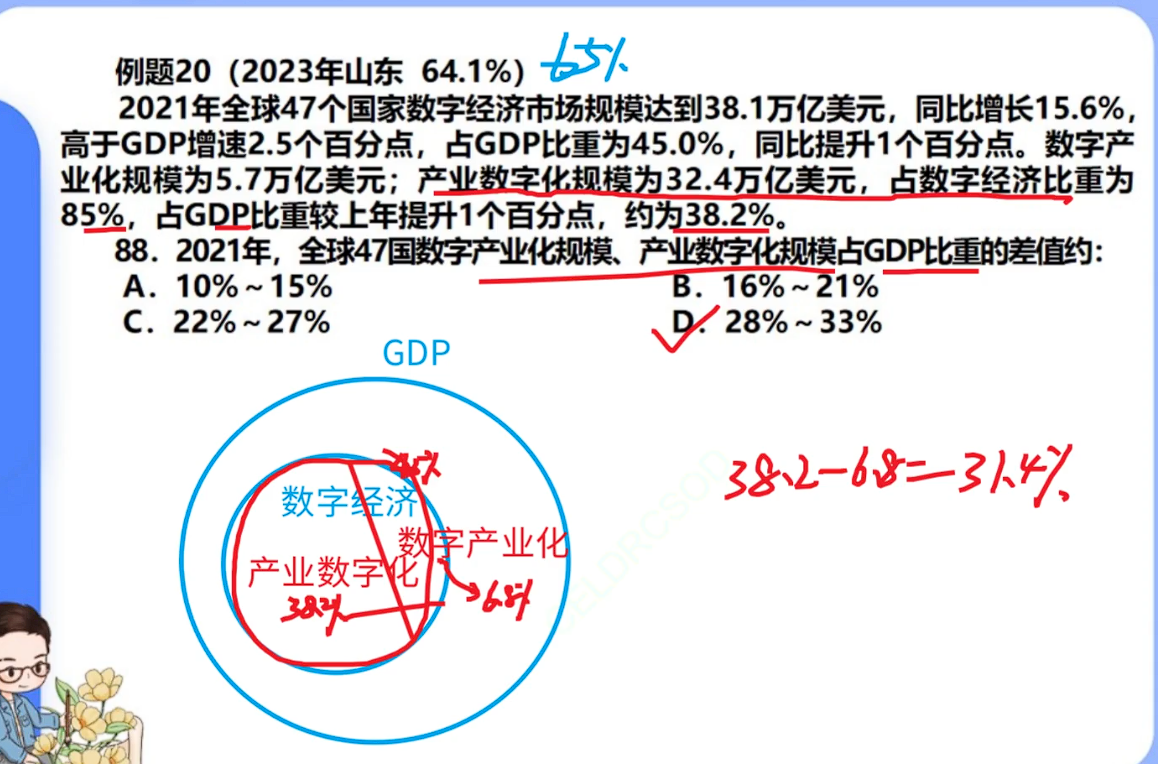 例题20（2023年山东 64.1%）65%
2021年全球47个国家数字经济市场规模达到38.1万亿美元，同比增长15.6%，
高于GDP增速2.5个百分点，占GDP比重为45.0%，同比提升1个百分点。数字产
业化规模为5.7万亿美元；产业数字化规模为32.4万亿美元，占数字经济比重为
85%，占GDP比重较上年提升1个百分点，约为38.2%。
88．2021年，全球47国数字产业化规模、产业数字化规模占GDP比重的差值约：
A．10%～15% B．16%～21%
C．22%～27% D．28%～33%
GDP
45%
38.2-6.8=31.4%
数字经济
数字产业化
产业数字化
38.2% 6.8%